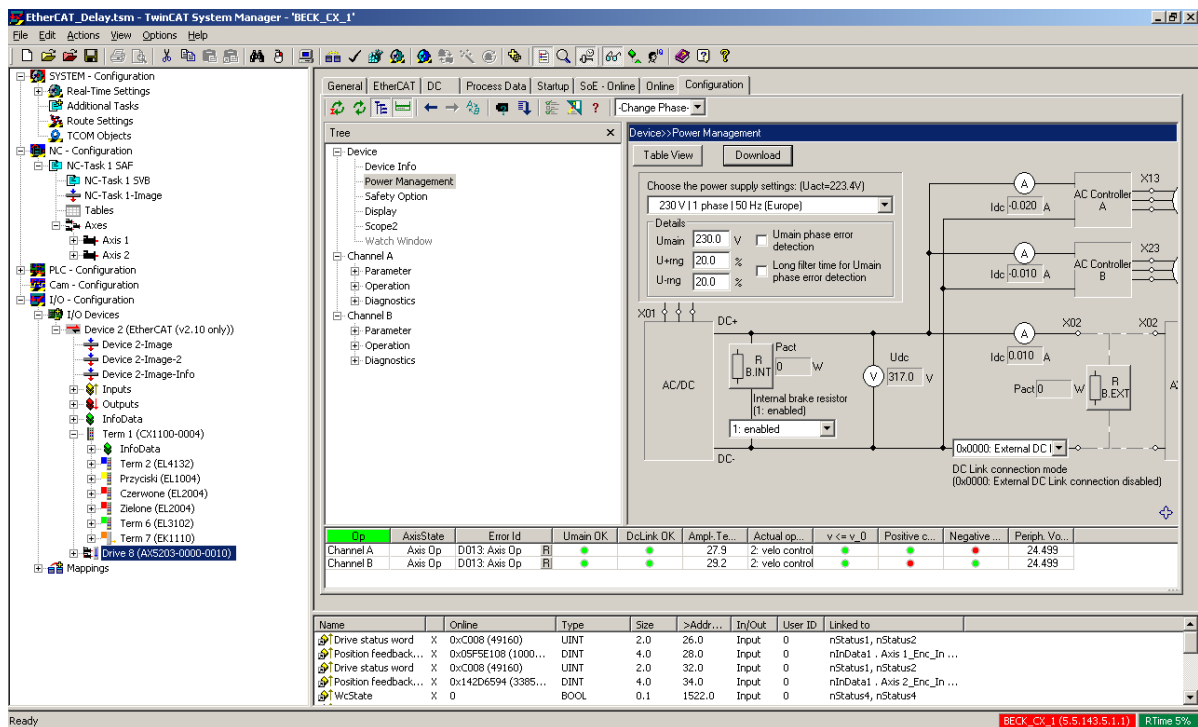 EtherCAT_Delay.tsm - TwinCAT System Manager - 'BECK_CX_1'
File Edit Actions View Options Help
SYSTEM - Configuration
Real-Time Settings
Additional Tasks
Route Settings
TCOM Objects
NC - Configuration
NC-Task 1 SAF
NC-Task 1 SVB
NC-Task 1-Image
Tables
Axes
Axis 1
Axis 2
PLC - Configuration
Cam - Configuration
I/O - Configuration
I/O Devices
Device 2 (EtherCAT (v2.10 only))
Device 2-Image
Device 2-Image-2
Device 2-Image-Info
Inputs
Outputs
InfoData
Term 1 (CX1100-0004)
InfoData
Term 2 (EL4132)
Przyciski (EL1004)
Czerwone (EL2004)
Zielone (EL2004)
Term 6 (EL3102)
Term 7 (EK1110)
Drive 8 (AX5203-0000-0010)
Mappings
General EtherCAT DC Process Data Startup SoE - Online Online Configuration
-Change Phase-
Tree
Device
Device Info
Power Management
Safety Option
Display
Scope2
Watch Window
Channel A
Parameter
Operation
Diagnostics
Channel B
Parameter
Operation
Diagnostics
Device>>Power Management
Table View Download
Choose the power supply settings: (Uact=223.4V)
230 V | 1 phase | 50 Hz (Europe)
Details
Umain 230.0 V Umain phase error detection
U+rng 20.0 %
U-rng 20.0 % Long filter time for Umain phase error detection
A X13
Idc -0.020 A AC Controller A
A X23
Idc -0.010 A AC Controller B
X01 DC+
A X02 X02
Idc 0.010 A
AC/DC
R B.INT
Pact
0 W
Udc
V 317.0 V
Pact 0 W
R B.EXT
Internal brake resistor
(1: enabled)
1: enabled
DC-
0x0000: External DC l
DC Link connection mode
(0x0000: External DC Link connection disabled)
Op AxisState Error Id Umain OK DcLink OK Ampl.-Te... Actual op... v <= v_0 Positive c... Negative ... Periph. Vo...
Channel A Axis Op D013: Axis Op R 27.9 2: velo control 24.499
Channel B Axis Op D013: Axis Op R 29.2 2: velo control 24.499
Name Online Type Size >Addr... In/Out User ID Linked to
Drive status word X 0xC008 (49160) UINT 2.0 26.0 Input 0 nStatus1, nStatus2
Position feedback... X 0x05F5E108 (1000... DINT 4.0 28.0 Input 0 nInData1 . Axis 1_Enc_In ...
Drive status word X 0xC008 (49160) UINT 2.0 32.0 Input 0 nStatus1, nStatus2
Position feedback... X 0x142D6594 (3385... DINT 4.0 34.0 Input 0 nInData1 . Axis 2_Enc_In ...
WcState X 0 BOOL 0.1 1522.0 Input 0 nStatus4, nStatus4
Ready
BECK_CX_1 (5.5.143.5.1.1) RTime 5%